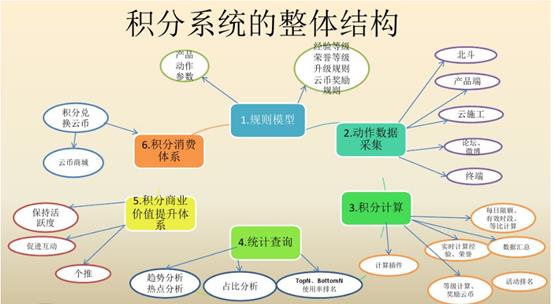 积分系统的整体结构
产品
动作
参数
经验等级
荣誉等级
升级规则
云币奖励
规则
1.规则模型
北斗
产品端
云施工
论坛、
微博
终端
2.动作数据
采集
积分兑
换云币
云币商城
6.积分消费
体系
5.积分商业
价值提升体
系
保持活
跃度
促进互动
个推
4.统计查询
趋势分析
热点分析
占比分析
TopN、BottomN
使用率排名
3.积分计算
计算插件
每日限额、
有效时段、
等比计算
实时计算经
验、荣誉
数据汇总
等级计算、
奖励云币
活动排名